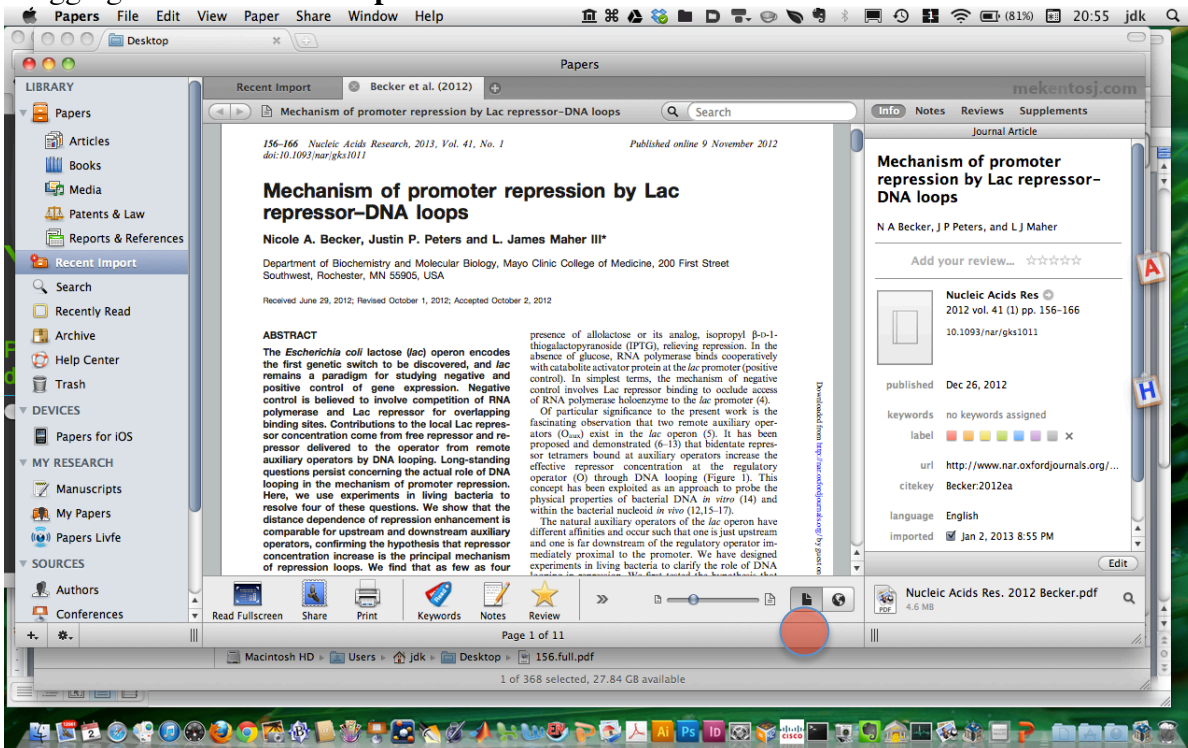 Papers File Edit View Paper Share Window Help (81%) 20:55 jdk
Desktop
Papers
LIBRARY
Papers
Articles
Books
Media
Patents & Law
Reports & References
Recent Import
Search
Recently Read
Archive
Help Center
Trash
DEVICES
Papers for iOS
MY RESEARCH
Manuscripts
My Papers
Papers Livfe
SOURCES
Authors
Conferences
Recent Import
Becker et al. (2012)
mekentosj.com
Mechanism of promoter repression by Lac repressor-DNA loops
Search
156–166 Nucleic Acids Research, 2013, Vol. 41, No. 1 Published online 9 November 2012
doi:10.1093/nar/gks1011
Mechanism of promoter repression by Lac
repressor–DNA loops
Nicole A. Becker, Justin P. Peters and L. James Maher III*
Department of Biochemistry and Molecular Biology, Mayo Clinic College of Medicine, 200 First Street
Southwest, Rochester, MN 55905, USA
Received June 29, 2012; Revised October 1, 2012; Accepted October 2, 2012
ABSTRACT
The Escherichia coli lactose (lac) operon encodes
the first genetic switch to be discovered, and lac
remains a paradigm for studying negative and
positive control of gene expression. Negative
control is believed to involve competition of RNA
polymerase and Lac repressor for overlapping
binding sites. Contributions to the local Lac repres-
sor concentration come from free repressor and re-
pressor delivered to the operator from remote
auxiliary operators by DNA looping. Long-standing
questions persist concerning the actual role of DNA
looping in the mechanism of promoter repression.
Here, we use experiments in living bacteria to
resolve four of these questions. We show that the
distance dependence of repression enhancement is
comparable for upstream and downstream auxiliary
operators, confirming the hypothesis that repressor
concentration increase is the principal mechanism
of repression loops. We find that as few as four
presence of allolactose or its analog, isopropyl β-D-1-
thiogalactopyranoside (IPTG), relieving repression. In the
absence of glucose, RNA polymerase binds cooperatively
with catabolite activator protein at the lac promoter (positive
control). In simplest terms, the mechanism of negative
control involves Lac repressor binding to occlude access
of RNA polymerase holoenzyme to the lac promoter (4).
Of particular significance to the present work is the
fascinating observation that two remote auxiliary oper-
ators (Oaux) exist in the lac operon (5). It has been
proposed and demonstrated (6–13) that bidentate repres-
sor tetramers bound at auxiliary operators increase the
effective repressor concentration at the regulatory
operator (O) through DNA looping (Figure 1). This
concept has been exploited as an approach to probe the
physical properties of bacterial DNA in vitro (14) and
within the bacterial nucleoid in vivo (12,15–17).
The natural auxiliary operators of the lac operon have
different affinities and occur such that one is just upstream
and one is far downstream of the regulatory operator im-
mediately proximal to the promoter. We have designed
experiments in living bacteria to clarify the role of DNA
Downloaded from http://nar.oxfordjournals.org/ by guest on
Info Notes Reviews Supplements
Journal Article
Mechanism of promoter
repression by Lac repressor–
DNA loops
N A Becker, J P Peters, and L J Maher
Add your review...
Nucleic Acids Res
2012 vol. 41 (1) pp. 156-166
10.1093/nar/gks1011
published Dec 26, 2012
keywords no keywords assigned
label
url http://www.nar.oxfordjournals.org/...
citekey Becker:2012ea
language English
imported Jan 2, 2013 8:55 PM
Edit
Nucleic Acids Res. 2012 Becker.pdf
4.6 MB
PDF
A
H
Read Fullscreen Share Print Keywords Notes Review
Page 1 of 11
Macintosh HD Users jdk Desktop 156.full.pdf
1 of 368 selected, 27.84 GB available
Ai Ps ID
CISCO